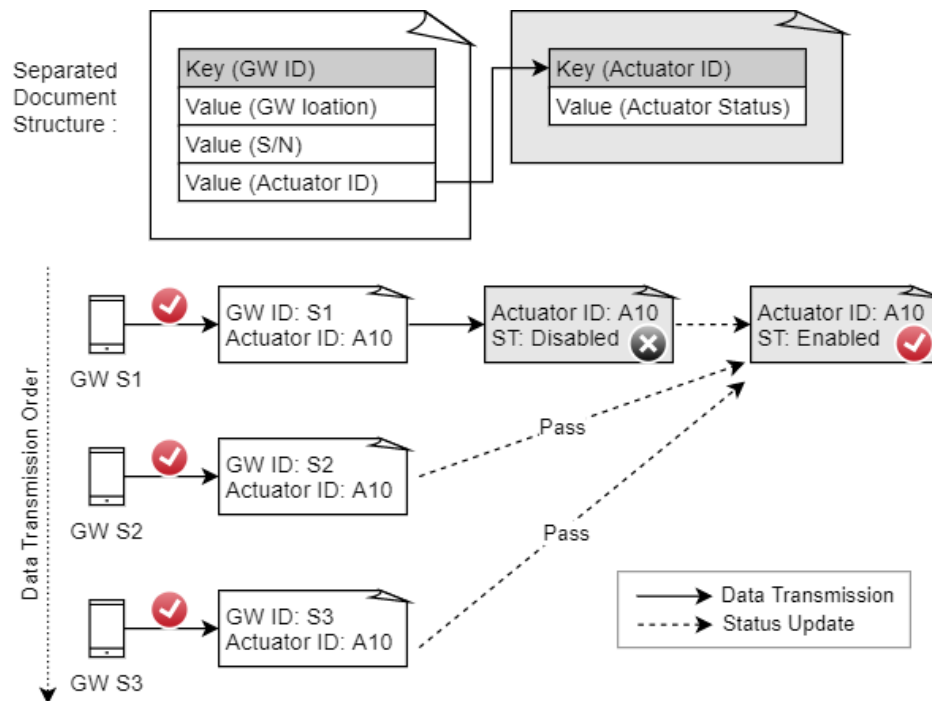 Separated
Document
Structure :
Key (GW ID)
Value (GW loation)
Value (S/N)
Value (Actuator ID)
Key (Actuator ID)
Value (Actuator Status)
Data Transmission Order
GW S1
GW ID: S1
Actuator ID: A10
Actuator ID: A10
ST: Disabled
Actuator ID: A10
ST: Enabled
Pass
GW S2
GW ID: S2
Actuator ID: A10
Pass
GW S3
GW ID: S3
Actuator ID: A10
Data Transmission
Status Update